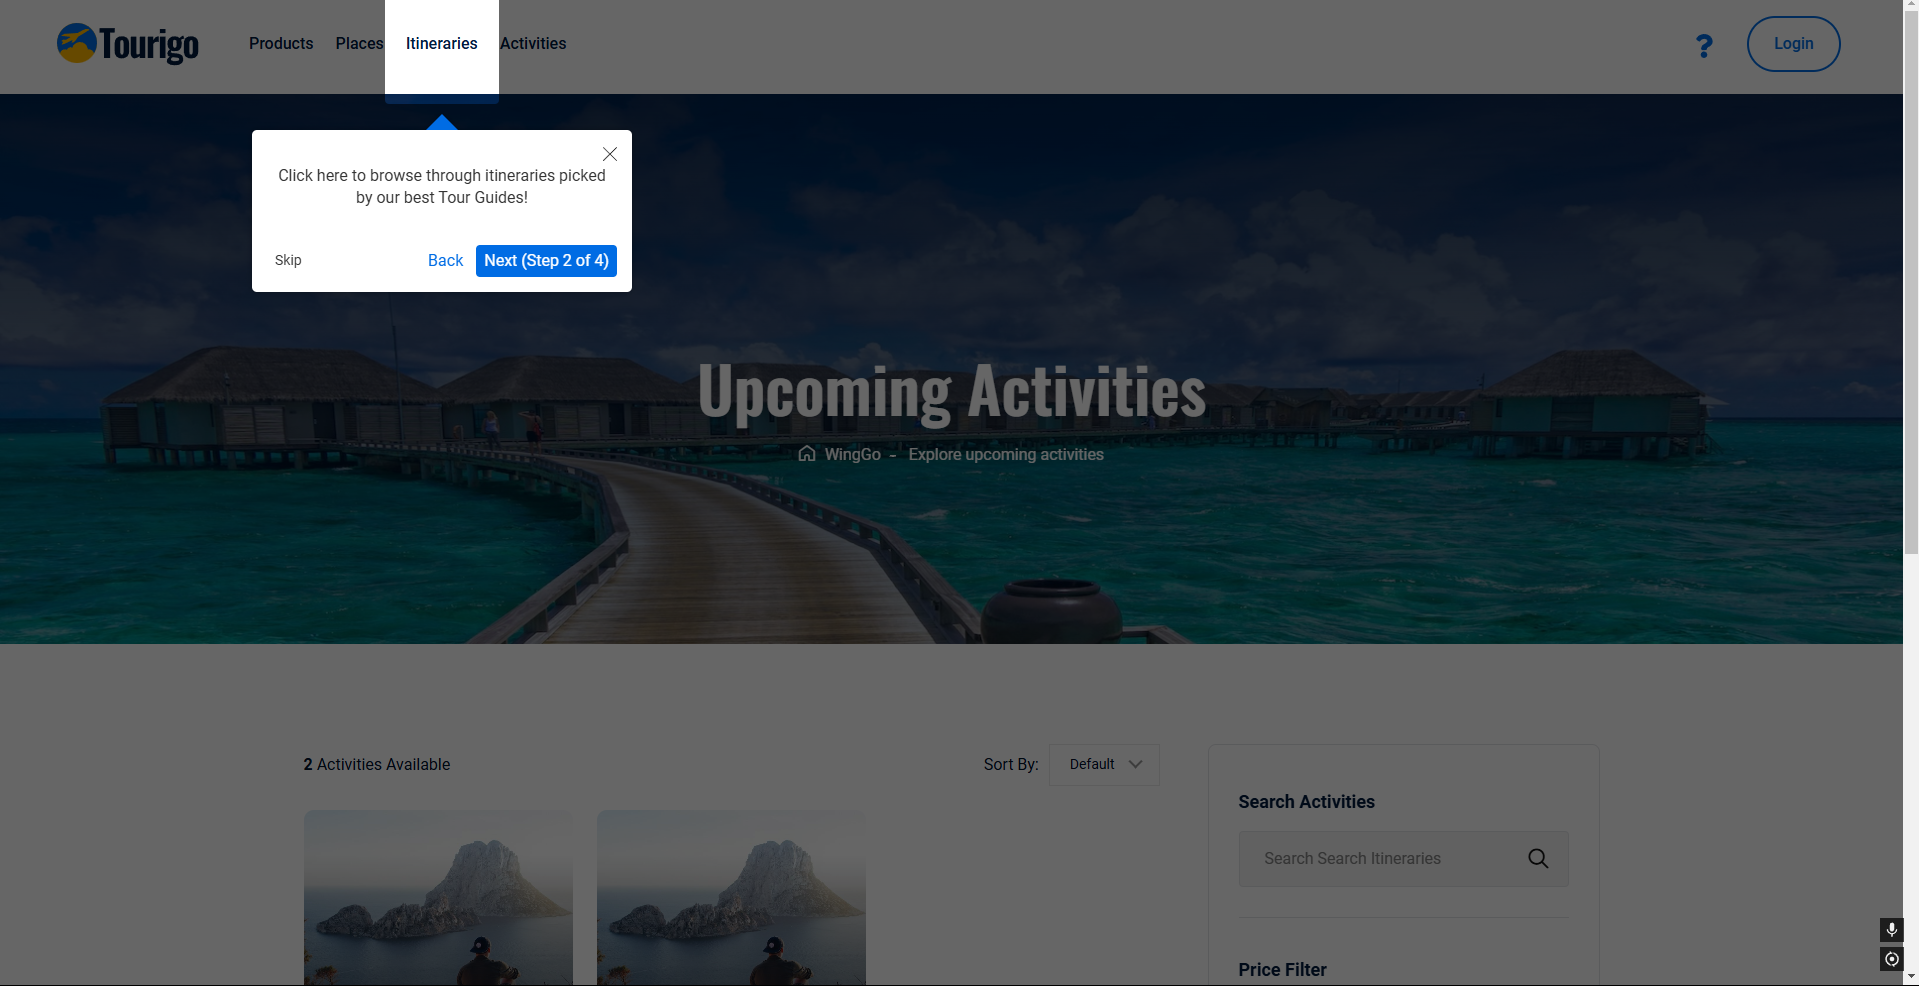 Tourigo
Products Places Itineraries Activities
?
Login
Click here to browse through itineraries picked
by our best Tour Guides!
Skip
Back
Next (Step 2 of 4)
Upcoming Activities
WingGo - Explore upcoming activities
2 Activities Available
Sort By:
Default
Search Activities
Search Search Itineraries
Price Filter